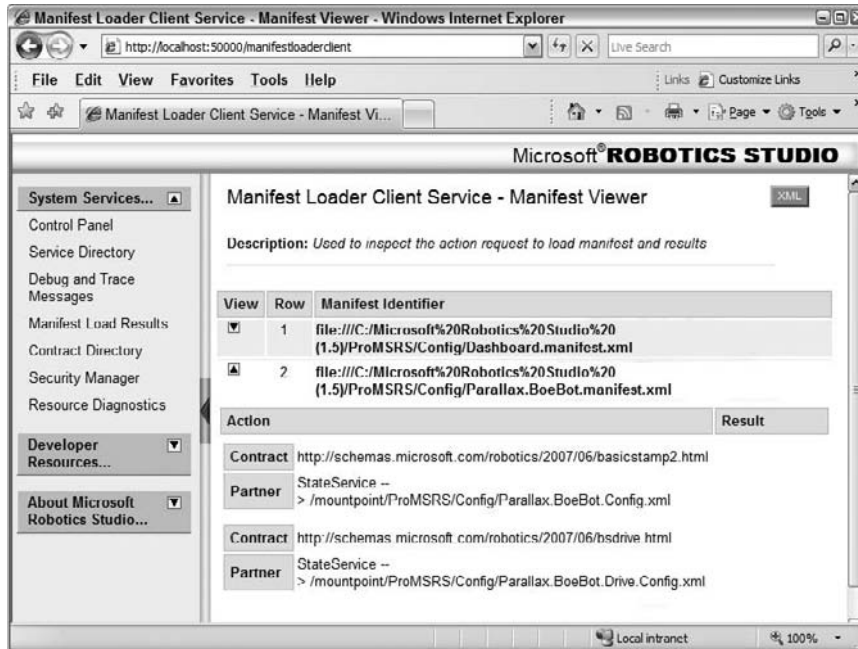 Manifest Loader Client Service - Manifest Viewer - Windows Internet Explorer
http://localhost:50000/manifestloaderclient
Live Search
File Edit View Favorites Tools Help
Links Customize Links
Manifest Loader Client Service - Manifest Vi...
Page Tools
Microsoft®ROBOTICS STUDIO
System Services...
Control Panel
Service Directory
Debug and Trace
Messages
Manifest Load Results
Contract Directory
Security Manager
Resource Diagnostics
Developer
Resources...
About Microsoft
Robotics Studio...
Manifest Loader Client Service - Manifest Viewer
XML
Description: Used to inspect the action request to load manifest and results
View Row Manifest Identifier
1 file:///C:/Microsoft%20Robotics%20Studio%20
(1.5)/ProMSRS/Config/Dashboard.manifest.xml
2 file:///C:/Microsoft%20Robotics%20Studio%20
(1.5)/ProMSRS/Config/Parallax.BoeBot.manifest.xml
Action Result
Contract http://schemas.microsoft.com/robotics/2007/06/basicstamp2.html
Partner StateService --
> /mountpoint/ProMSRS/Config/Parallax.BoeBot.Config.xml
Contract http://schemas.microsoft.com/robotics/2007/06/bsdrive.html
Partner StateService --
> /mountpoint/ProMSRS/Config/Parallax.BoeBot.Drive.Config.xml
Local intranet 100%